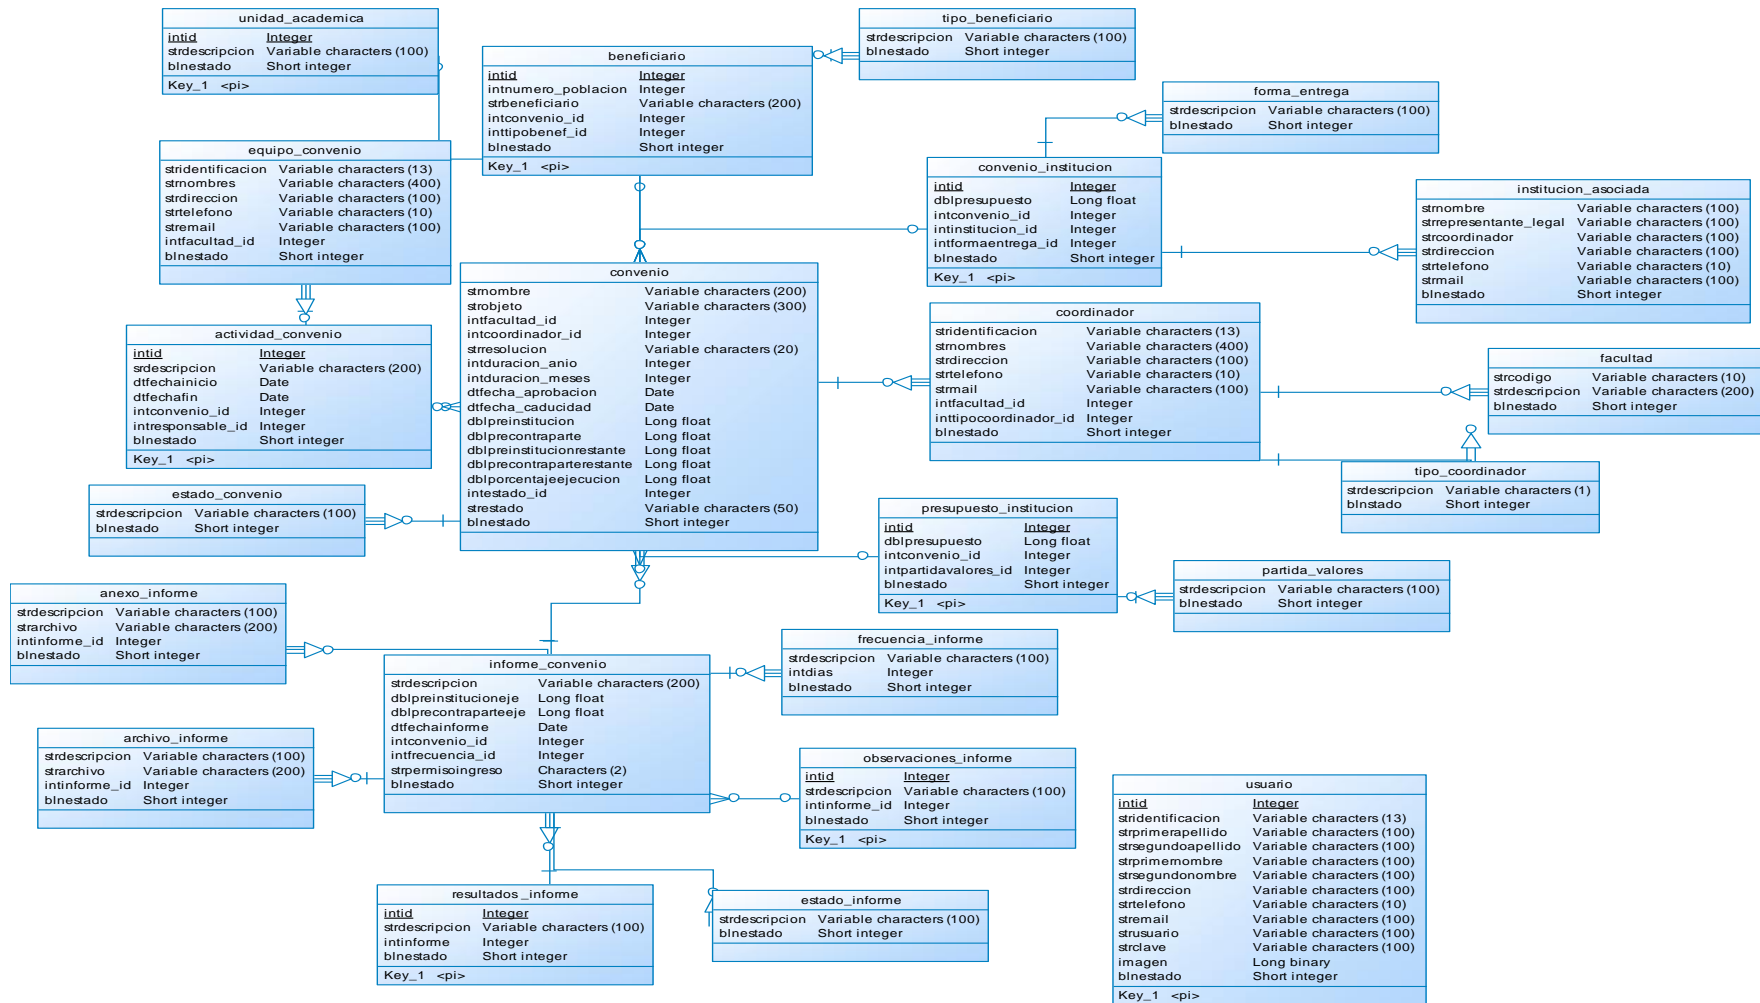 unidad_academica
intid Integer
strdescripcion Variable characters (100)
blnestado Short integer
Key_1 <pi>
beneficiario
intid Integer
intnumero_poblacion Integer
strbeneficiario Variable characters (200)
intconvenio_id Integer
inttipobenef_id Integer
blnestado Short integer
Key_1 <pi>
tipo_beneficiario
strdescripcion Variable characters (100)
blnestado Short integer
forma_entrega
strdescripcion Variable characters (100)
blnestado Short integer
equipo_convenio
stridentificacion Variable characters (13)
strnombres Variable characters (400)
strdireccion Variable characters (100)
strtelefono Variable characters (10)
stremail Variable characters (100)
intfacultad_id Integer
blnestado Short integer
convenio_institucion
intid Integer
dblpresupuesto Long float
intconvenio_id Integer
intinstitucion_id Integer
intformaentrega_id Integer
blnestado Short integer
Key_1 <pi>
institucion_asociada
strnombre Variable characters (100)
strrepresentante_legal Variable characters (100)
strcoordinador Variable characters (100)
strdireccion Variable characters (100)
strtelefono Variable characters (10)
strmail Variable characters (100)
blnestado Short integer
convenio
strnombre Variable characters (200)
strobjeto Variable characters (300)
intfacultad_id Integer
intcoordinador_id Integer
strresolucion Variable characters (20)
intduracion_anio Integer
intduracion_meses Integer
dtfecha_aprobacion Date
dtfecha_caducidad Date
dblpreinstitucion Long float
dblprecontraparte Long float
dblpreinstitucionrestante Long float
dblprecontraparterestante Long float
dblporcentajeejecucion Long float
intestado_id Integer
strestado Variable characters (50)
blnestado Short integer
actividad_convenio
intid Integer
srdescripcion Variable characters (200)
dtfechainicio Date
dtfechafin Date
intconvenio_id Integer
intresponsable_id Integer
blnestado Short integer
Key_1 <pi>
coordinador
stridentificacion Variable characters (13)
strnombres Variable characters (400)
strdireccion Variable characters (100)
strtelefono Variable characters (10)
strmail Variable characters (100)
intfacultad_id Integer
inttipocoordinador_id Integer
blnestado Short integer
facultad
strcodigo Variable characters (10)
strdescripcion Variable characters (200)
blnestado Short integer
tipo_coordinador
strdescripcion Variable characters (1)
blnestado Short integer
estado_convenio
strdescripcion Variable characters (100)
blnestado Short integer
presupuesto_institucion
intid Integer
dblpresupuesto Long float
intconvenio_id Integer
intpartidavalores_id Integer
blnestado Short integer
Key_1 <pi>
partida_valores
strdescripcion Variable characters (100)
blnestado Short integer
anexo_informe
strdescripcion Variable characters (100)
strarchivo Variable characters (200)
intinforme_id Integer
blnestado Short integer
informe_convenio
strdescripcion Variable characters (200)
dblpreinstitucioneje Long float
dblprecontraparteeje Long float
dtfechainforme Date
intconvenio_id Integer
intfrecuencia_id Integer
strpermisoingreso Characters (2)
blnestado Short integer
frecuencia_informe
strdescripcion Variable characters (100)
intdias Integer
blnestado Short integer
archivo_informe
strdescripcion Variable characters (100)
strarchivo Variable characters (200)
intinforme_id Integer
blnestado Short integer
observaciones_informe
intid Integer
strdescripcion Variable characters (100)
intinforme_id Integer
blnestado Short integer
Key_1 <pi>
usuario
intid Integer
stridentificacion Variable characters (13)
strprimerapellido Variable characters (100)
strsegundoapellido Variable characters (100)
strprimernombre Variable characters (100)
strsegundonombre Variable characters (100)
strdireccion Variable characters (100)
strtelefono Variable characters (10)
stremail Variable characters (100)
strusuario Variable characters (100)
strclave Variable characters (100)
imagen Long binary
blnestado Short integer
Key_1 <pi>
resultados_informe
intid Integer
strdescripcion Variable characters (100)
intinforme Integer
blnestado Short integer
Key_1 <pi>
estado_informe
strdescripcion Variable characters (100)
blnestado Short integer